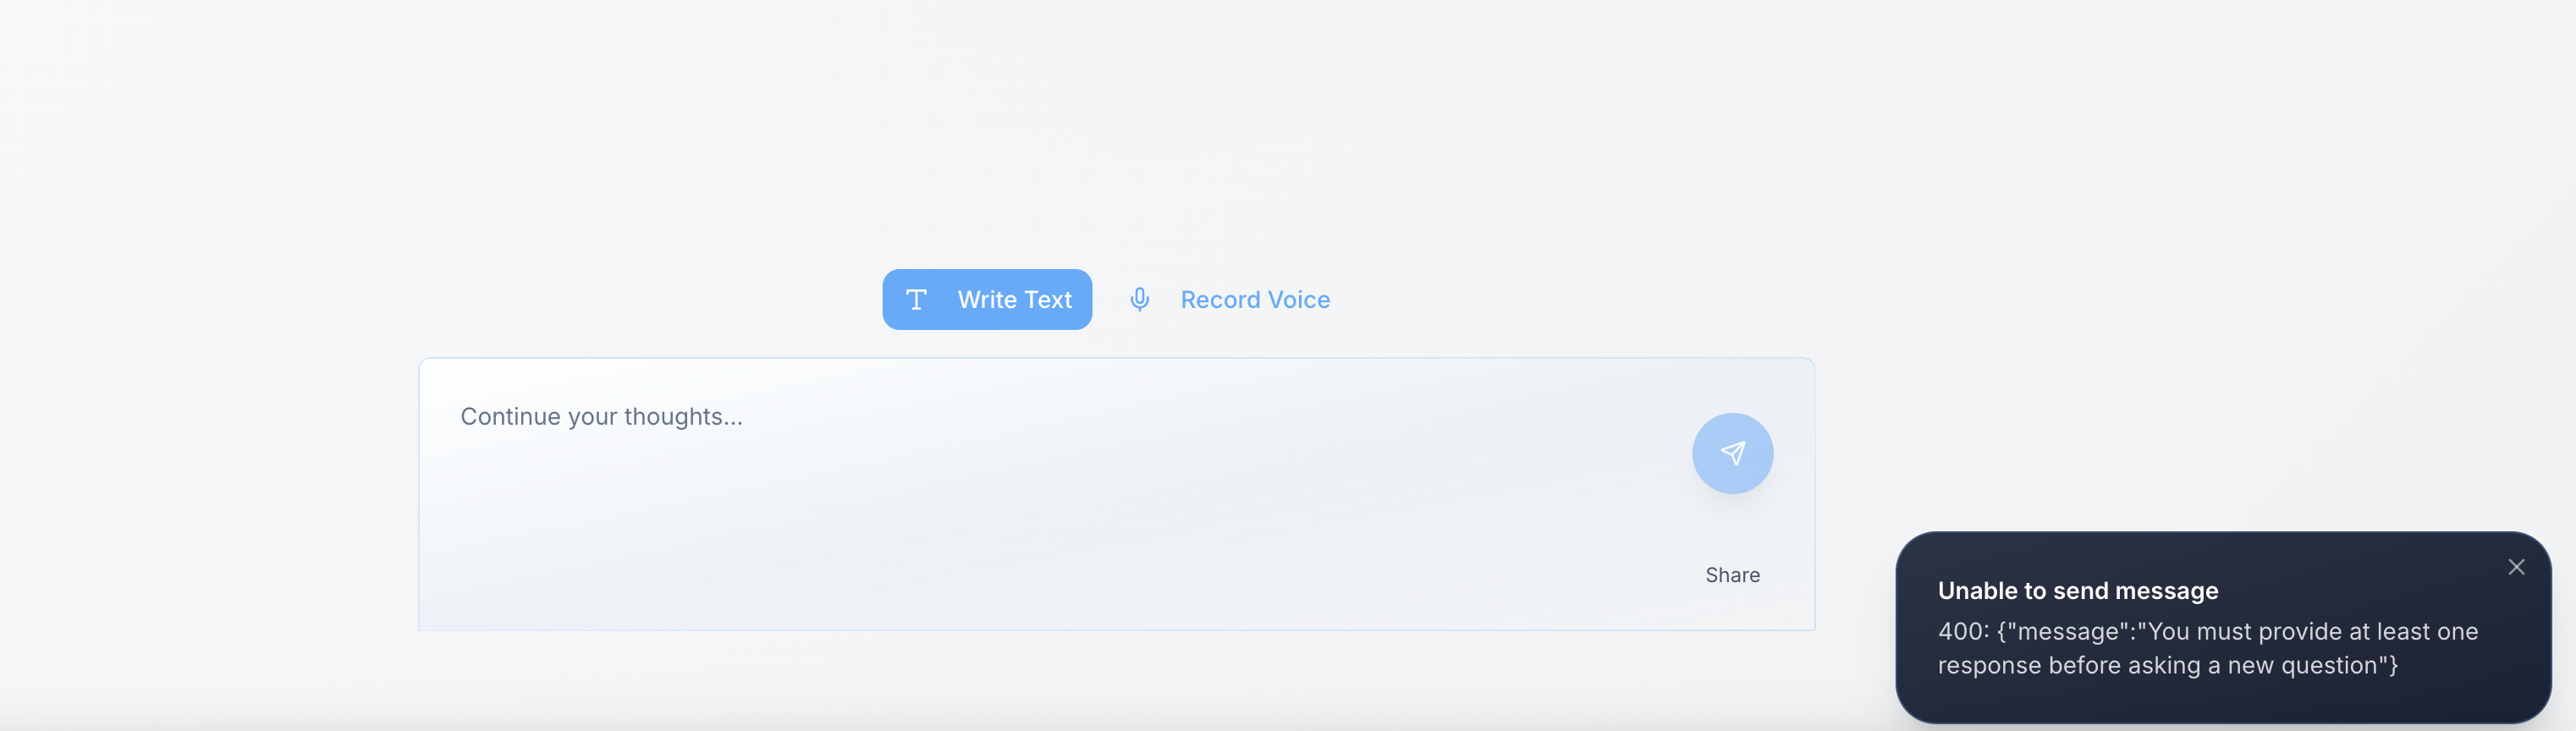 Write Text
Record Voice
Continue your thoughts...
Share
Unable to send message
400: {"message":"You must provide at least one
response before asking a new question"}